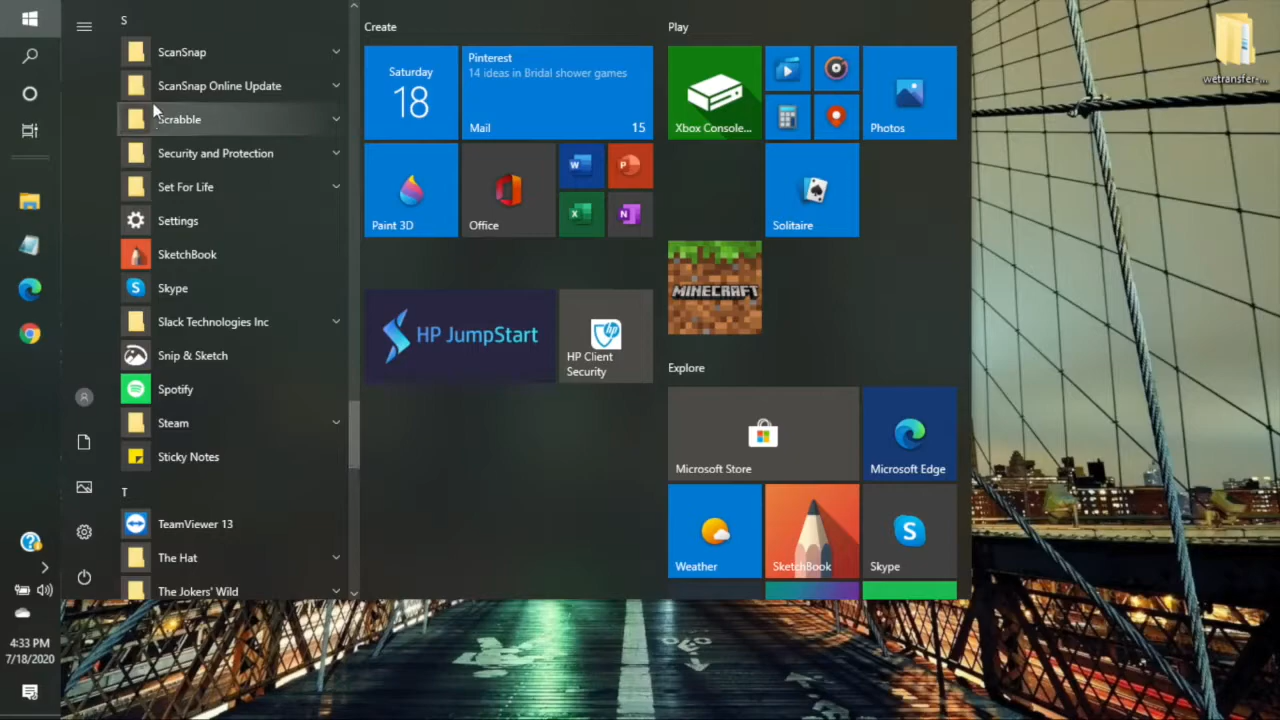 S
ScanSnap
ScanSnap Online Update
Scrabble
Security and Protection
Set For Life
Settings
SketchBook
Skype
Slack Technologies Inc
Snip & Sketch
Spotify
Steam
Sticky Notes
T
TeamViewer 13
The Hat
The Jokers' Wild
Create
Saturday
18
Pinterest
14 ideas in Bridal shower games
Mail
15
Paint 3D
Office
HP JumpStart
HP Client
Security
Play
Xbox Console...
Photos
Solitaire
MINECRAFT
Explore
Microsoft Store
Microsoft Edge
Weather
SketchBook
Skype
wetransfer-...
4:33 PM
7/18/2020